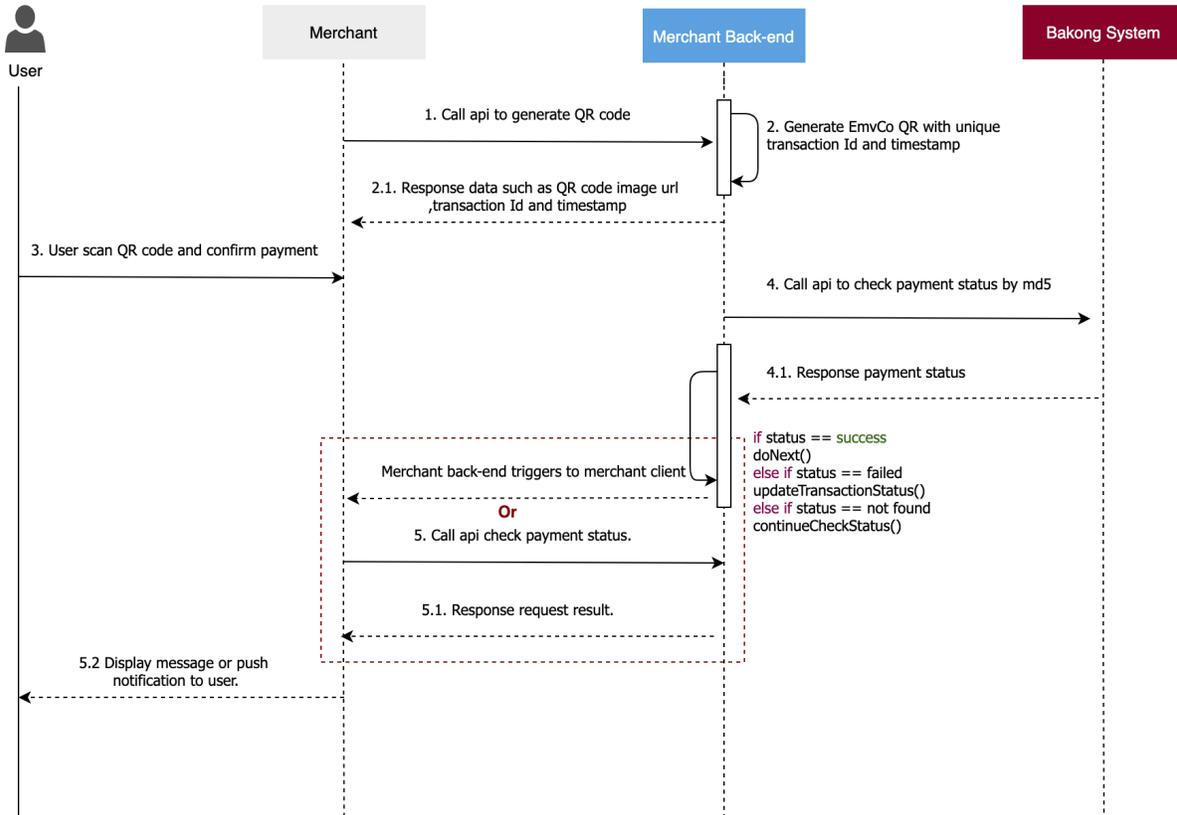 User
Merchant
Merchant Back-end
Bakong System
1. Call api to generate QR code
2. Generate EmvCo QR with unique
transaction Id and timestamp
2.1. Response data such as QR code image url
,transaction Id and timestamp
3. User scan QR code and confirm payment
4. Call api to check payment status by md5
4.1. Response payment status
if status == success
doNext()
else if status == failed
updateTransactionStatus()
else if status == not found
continueCheckStatus()
Merchant back-end triggers to merchant client
Or
5. Call api check payment status.
5.1. Response request result.
5.2 Display message or push
notification to user.